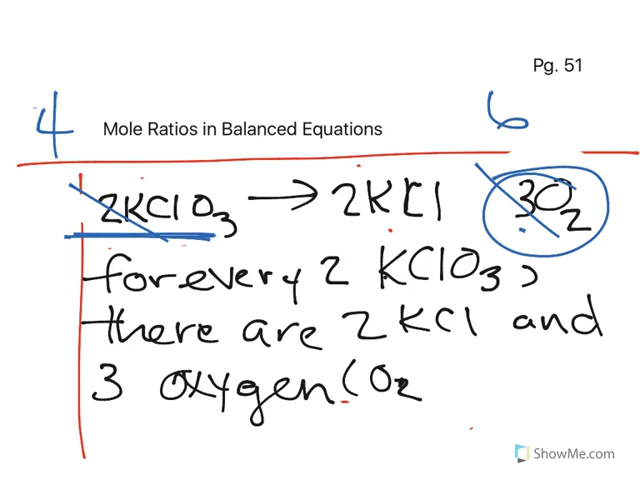 Pg. 51
4 6
Mole Ratios in Balanced Equations
2KClO3 → 2KCl 3O2
for every 2 KClO3,
there are 2 KCl and
3 oxygen (O2
ShowMe.com